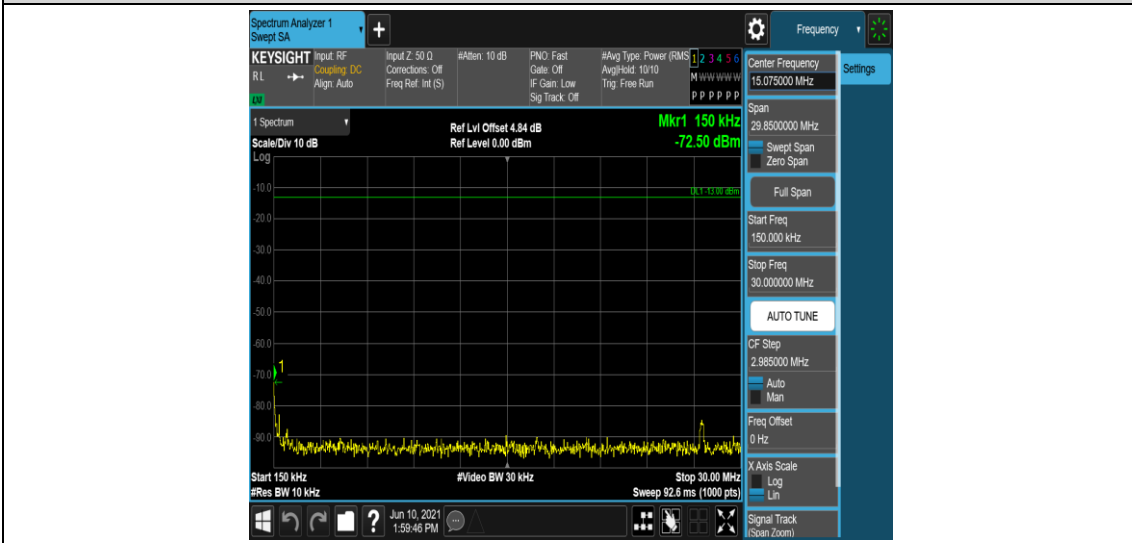 Spectrum Analyzer 1
Swept SA
+
Frequency
KEYSIGHT
RL
LXI
Input: RF
Coupling: DC
Align: Auto
Input Z: 50 Ω
Corrections: Off
Freq Ref: Int (S)
#Atten: 10 dB
PNO: Fast
Gate: Off
IF Gain: Low
Sig Track: Off
#Avg Type: Power (RMS
Avg|Hold: 10/10
Trig: Free Run
1 2 3 4 5 6
M W W W W W
P P P P P P
Settings
1 Spectrum
Scale/Div 10 dB
Log
Ref Lvl Offset 4.84 dB
Ref Level 0.00 dBm
Mkr1 150 kHz
-72.50 dBm
DL1 -13.00 dBm
-10.0
-20.0
-30.0
-40.0
-50.0
-60.0
-70.0
-80.0
-90.0
1
Start 150 kHz
#Res BW 10 kHz
#Video BW 30 kHz
Stop 30.00 MHz
Sweep 92.6 ms (1000 pts)
?
Jun 10, 2021
1:59:46 PM
Center Frequency
15.075000 MHz
Span
29.8500000 MHz
Swept Span
Zero Span
Full Span
Start Freq
150.000 kHz
Stop Freq
30.000000 MHz
AUTO TUNE
CF Step
2.985000 MHz
Auto
Man
Freq Offset
0 Hz
X Axis Scale
Log
Lin
Signal Track
(Span Zoom)